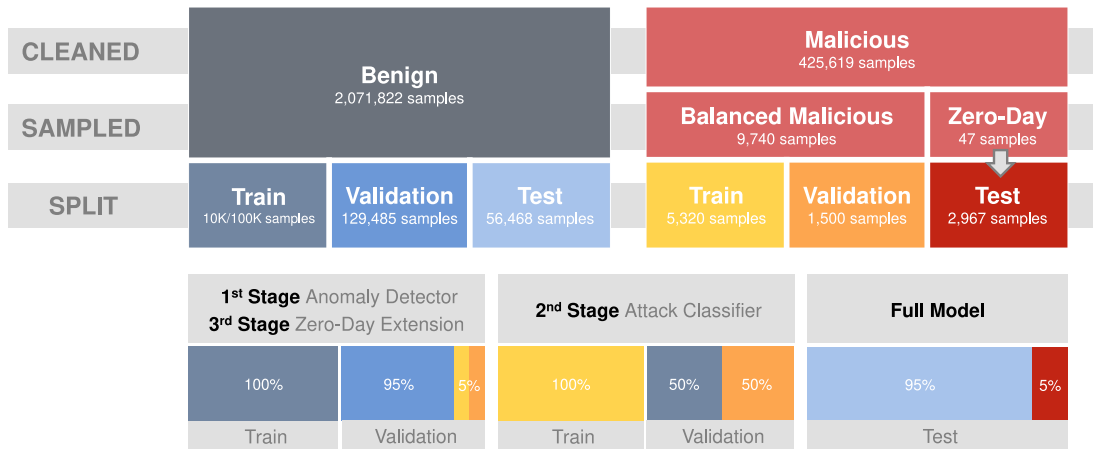 CLEANED
Benign
2,071,822 samples
Malicious
425,619 samples
SAMPLED
Balanced Malicious
9,740 samples
Zero-Day
47 samples
SPLIT
Train
10K/100K samples
Validation
129,485 samples
Test
56,468 samples
Train
5,320 samples
Validation
1,500 samples
Test
2,967 samples
1st Stage Anomaly Detector
3rd Stage Zero-Day Extension
2nd Stage Attack Classifier
Full Model
100%
95%
5%
100%
50%
50%
95%
5%
Train
Validation
Train
Validation
Test